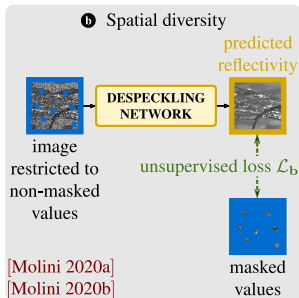 b Spatial diversity
predicted
reflectivity
DESPECKLING
NETWORK
image
restricted to
non-masked
values
unsupervised loss ℒb
[Molini 2020a]
[Molini 2020b]
masked
values